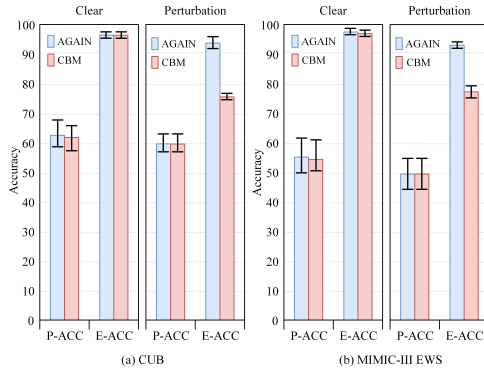 Clear Perturbation Clear Perturbation
100 100
90 90
80 80
70 70
60 60
50 50
40 40
30 30
20 20
10 10
0 0
Accuracy
Accuracy
AGAIN
CBM
AGAIN
CBM
AGAIN
CBM
AGAIN
CBM
P-ACC E-ACC P-ACC E-ACC P-ACC E-ACC P-ACC E-ACC
(a) CUB (b) MIMIC-III EWS